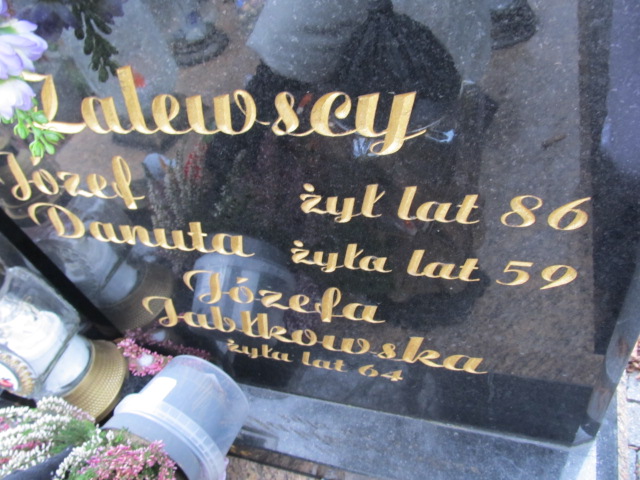 Zalewscy
Józef żył lat 86
Danuta żyła lat 59
Józefa
Jabłkowska
żyła lat 64